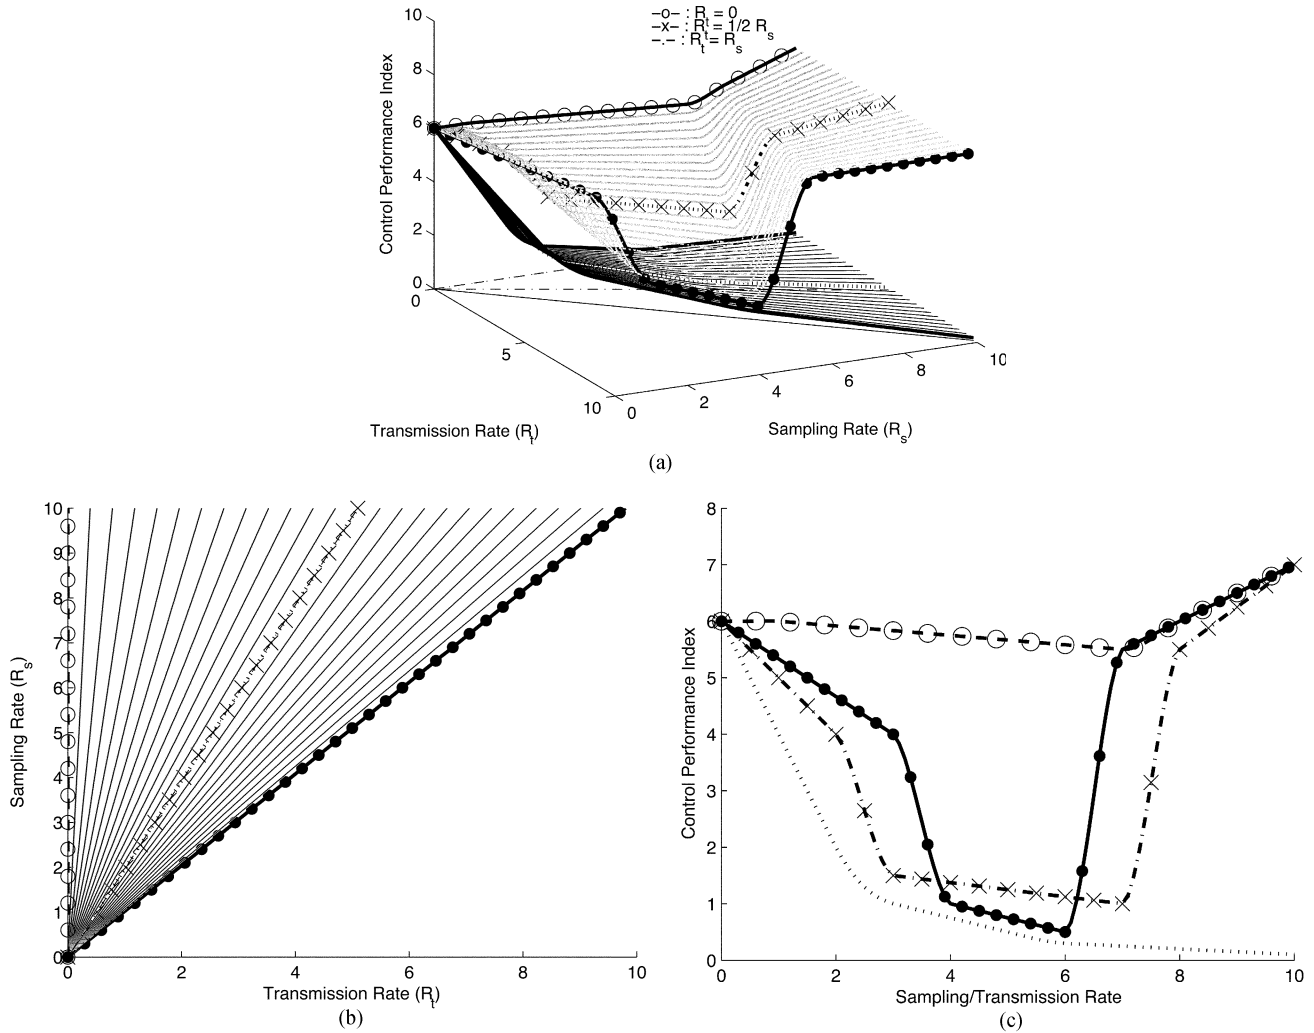 –o– : R_t = 0
–x– : R_t = 1/2 R_s
–.– : R_t = R_s
Control Performance Index
10
8
6
4
2
0
0
5
10
0
2
4
6
8
10
Transmission Rate (R_t)
Sampling Rate (R_s)
(a)
Sampling Rate (R_s)
10
9
8
7
6
5
4
3
2
1
0
0 2 4 6 8 10
Transmission Rate (R_t)
(b)
Control Performance Index
8
7
6
5
4
3
2
1
0
0 2 4 6 8 10
Sampling/Transmission Rate
(c)